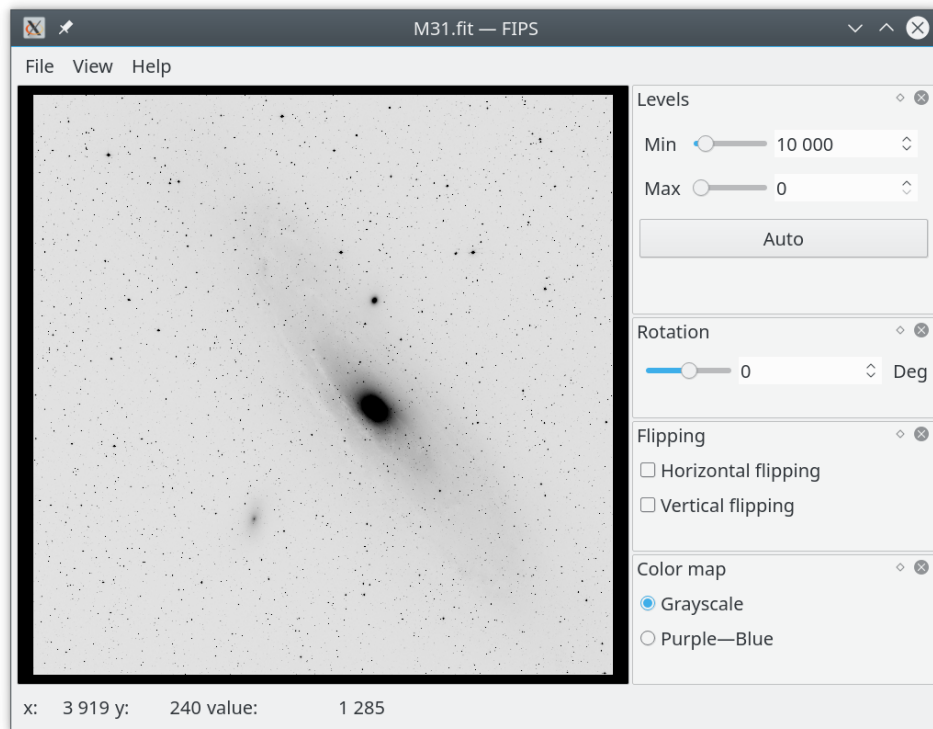 M31.fit — FIPS
File View Help
Levels
Min 10 000
Max 0
Auto
Rotation
0 Deg
Flipping
Horizontal flipping
Vertical flipping
Color map
Grayscale
Purple—Blue
x: 3 919 y: 240 value: 1 285